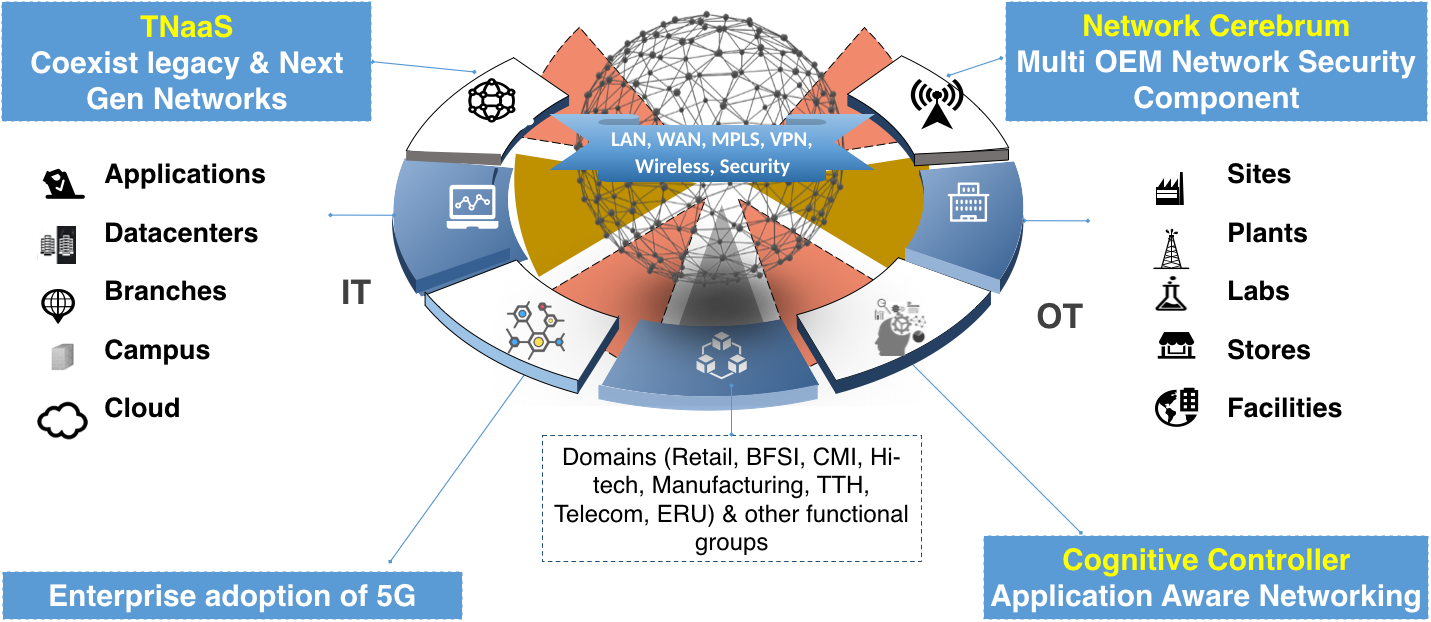 TNaaS
Coexist legacy & Next
Gen Networks
Network Cerebrum
Multi OEM Network Security
Component
LAN, WAN, MPLS, VPN,
Wireless, Security
Applications
Datacenters
Branches
Campus
Cloud
IT
Sites
Plants
Labs
Stores
Facilities
OT
Domains (Retail, BFSI, CMI, Hi-
tech, Manufacturing, TTH,
Telecom, ERU) & other functional
groups
Enterprise adoption of 5G
Cognitive Controller
Application Aware Networking